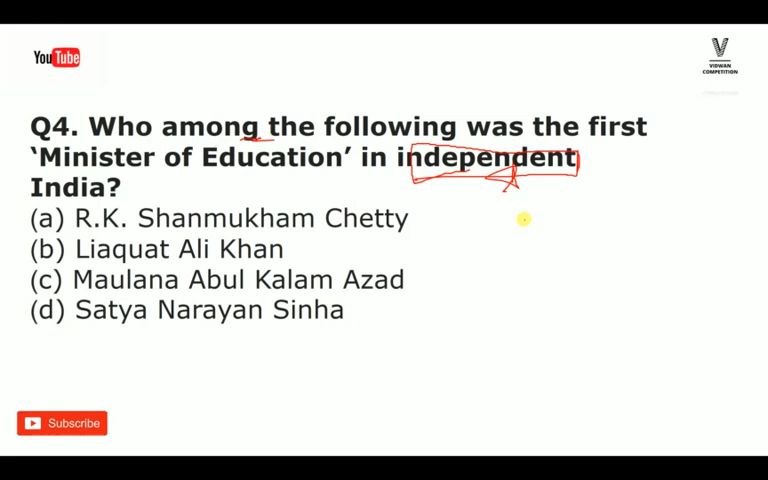 YouTube
VIDWAN
COMPETITION
Q4. Who among the following was the first
‘Minister of Education’ in independent
India?
(a) R.K. Shanmukham Chetty
(b) Liaquat Ali Khan
(c) Maulana Abul Kalam Azad
(d) Satya Narayan Sinha
Subscribe